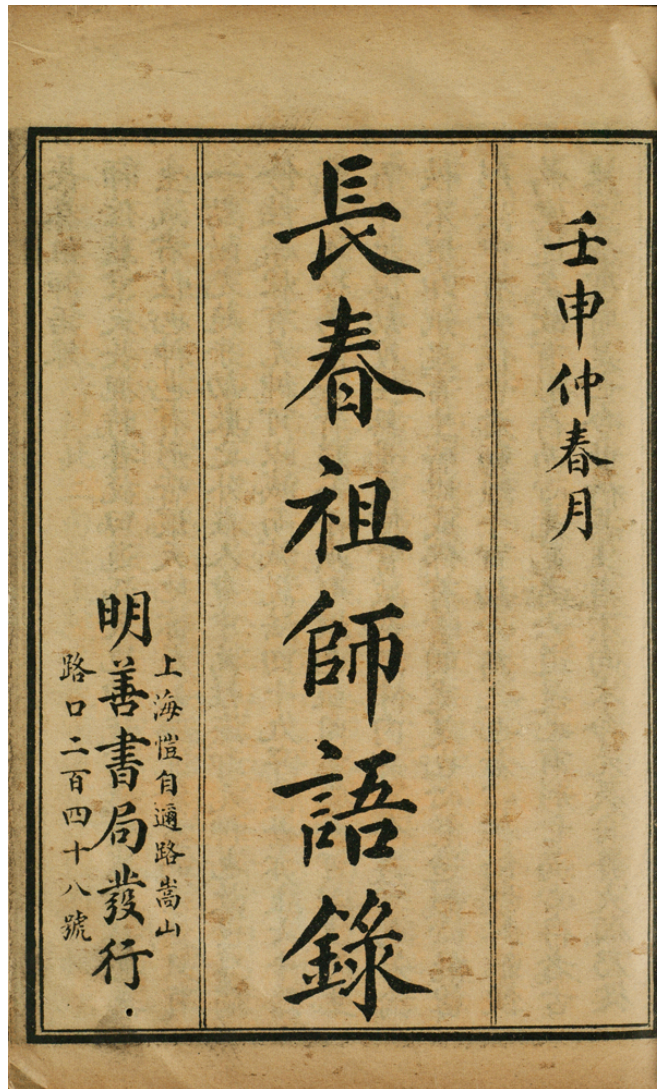 壬申仲春月
長春祖師語錄
上海愷自邇路嵩山
路口二百四十八號
明善書局發行